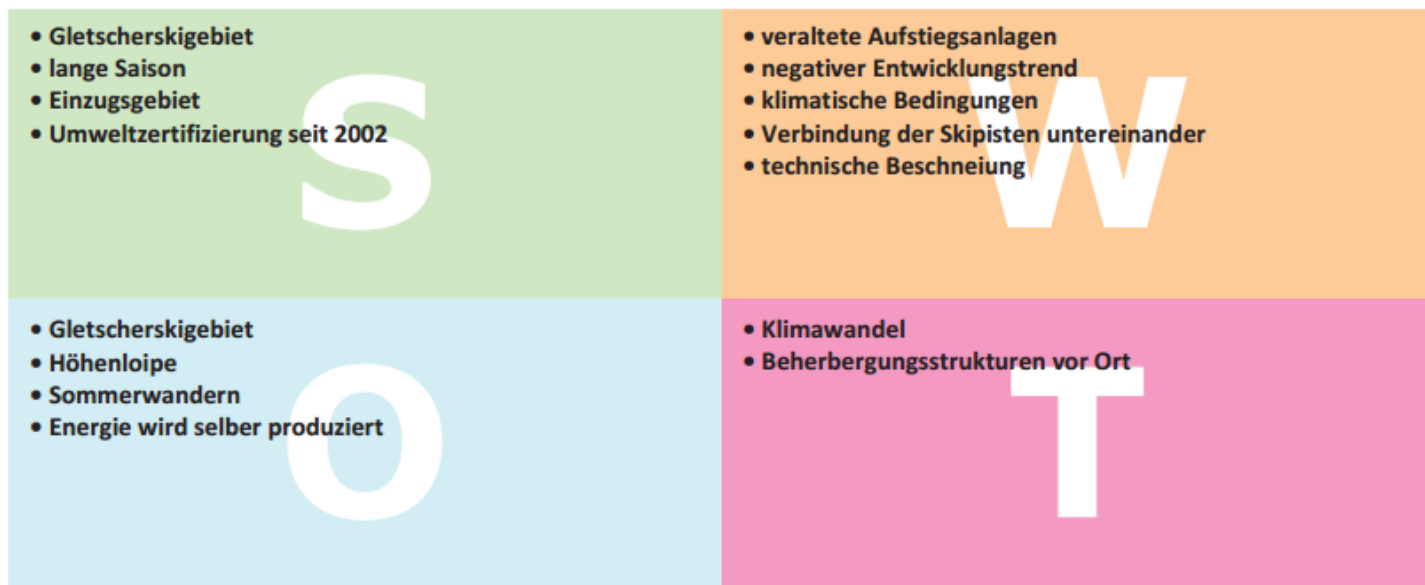 • Gletscherskigebiet
• lange Saison
• Einzugsgebiet
• Umweltzertifizierung seit 2002
S
• veraltete Aufstiegsanlagen
• negativer Entwicklungstrend
• klimatische Bedingungen
• Verbindung der Skipisten untereinander
• technische Beschneiung
W
• Gletscherskigebiet
• Höhenloipe
• Sommerwandern
• Energie wird selber produziert
O
• Klimawandel
• Beherbergungsstrukturen vor Ort
T